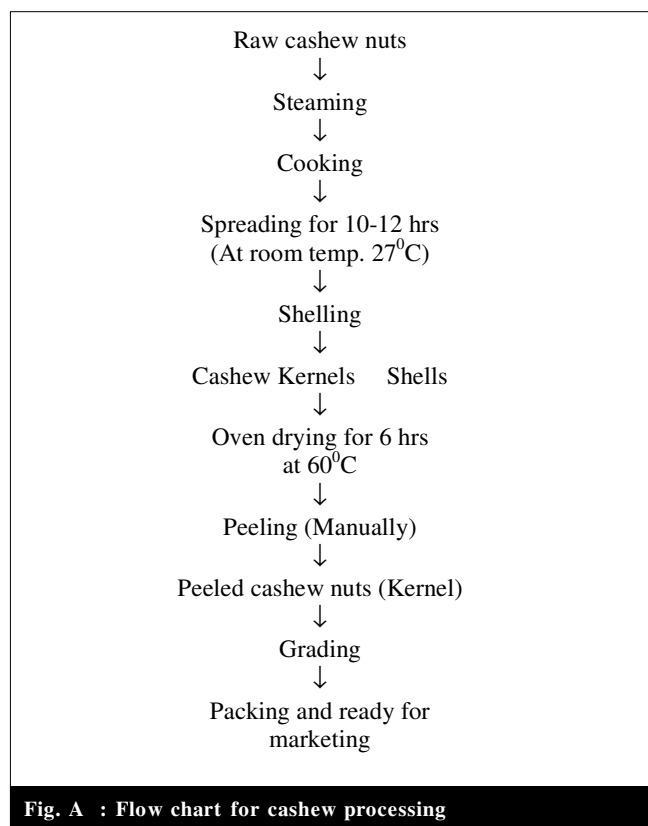 Raw cashew nuts
↓
Steaming
↓
Cooking
↓
Spreading for 10-12 hrs
(At room temp. 27⁰C)
↓
Shelling
↓
Cashew Kernels Shells
↓
Oven drying for 6 hrs
at 60⁰C
↓
Peeling (Manually)
↓
Peeled cashew nuts (Kernel)
↓
Grading
↓
Packing and ready for
marketing
Fig. A : Flow chart for cashew processing